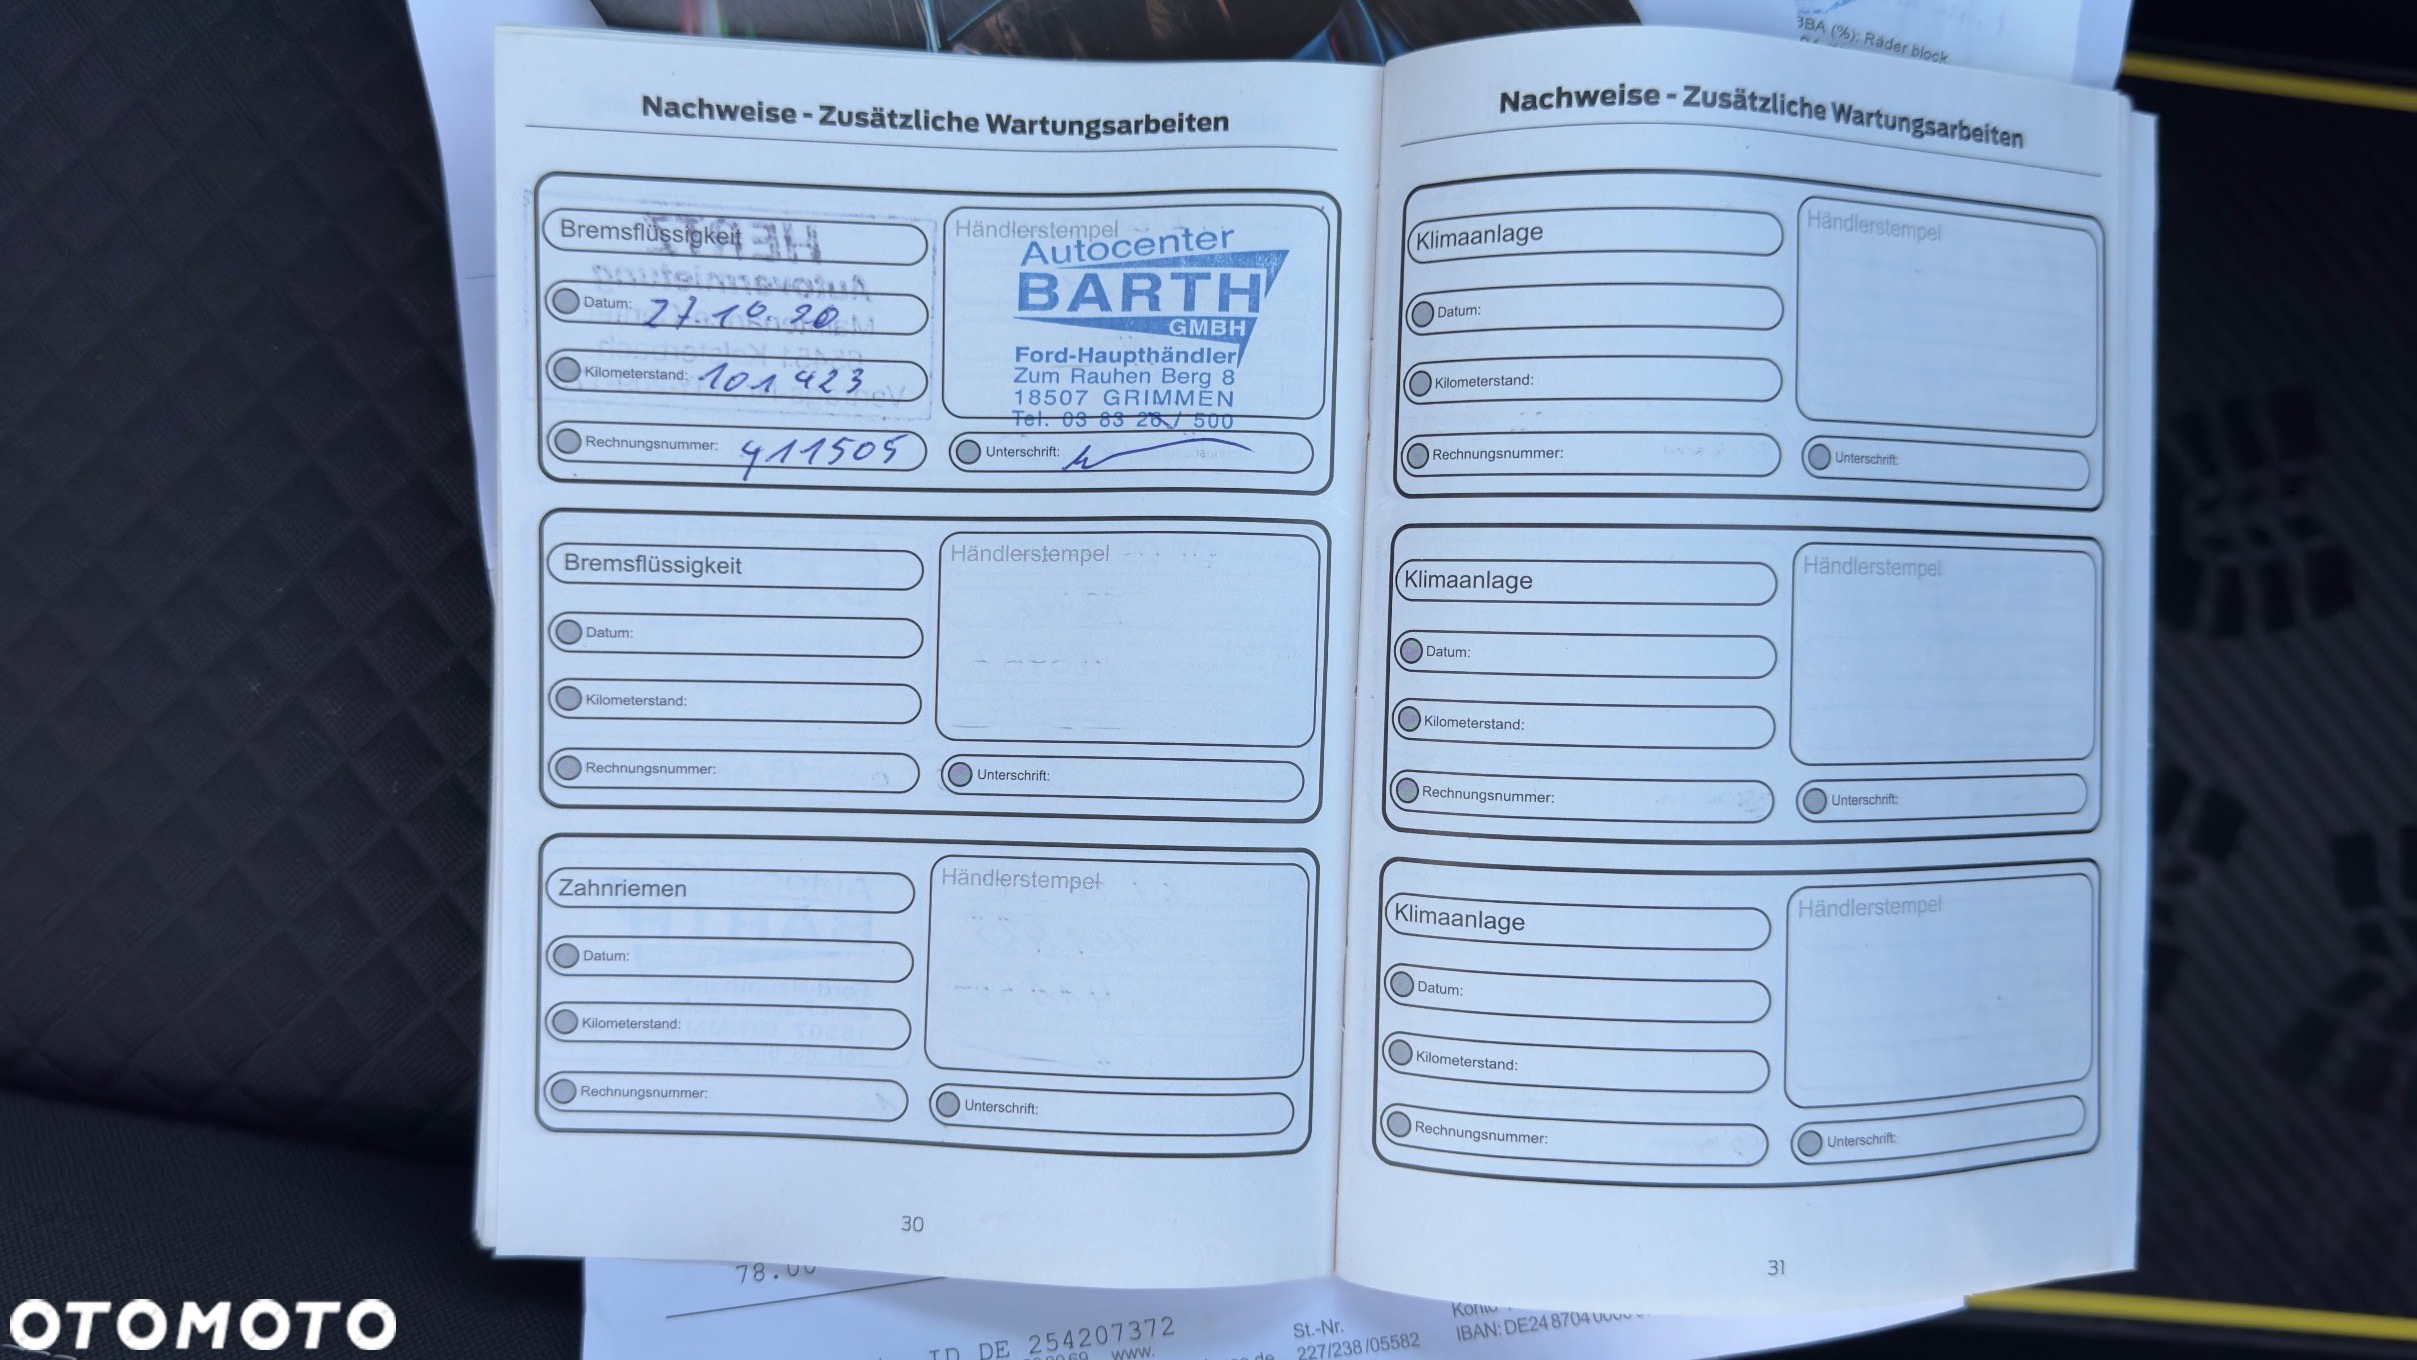 BBA (%): Räder block
Nachweise - Zusätzliche Wartungsarbeiten
Bremsflüssigkeit
Datum: 27.10.20
Kilometerstand: 101423
Rechnungsnummer: 411505
Händlerstempel
Autocenter
BARTH
GMBH
Ford-Haupthändler
Zum Rauhen Berg 8
18507 GRIMMEN
Tel. 03 83 26 / 500
Unterschrift:
Bremsflüssigkeit
Datum:
Kilometerstand:
Rechnungsnummer:
Händlerstempel
Unterschrift:
Zahnriemen
Datum:
Kilometerstand:
Rechnungsnummer:
Händlerstempel
Unterschrift:
30
Nachweise - Zusätzliche Wartungsarbeiten
Klimaanlage
Datum:
Kilometerstand:
Rechnungsnummer:
Händlerstempel
Unterschrift:
Klimaanlage
Datum:
Kilometerstand:
Rechnungsnummer:
Händlerstempel
Unterschrift:
Klimaanlage
Datum:
Kilometerstand:
Rechnungsnummer:
Händlerstempel
Unterschrift:
31
78.00
ID DE 254207372
www.
St.-Nr.
227/238/05582
IBAN: DE24 8704
OTOMOTO